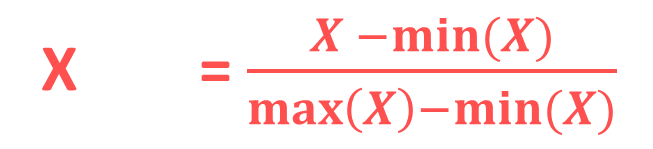 X = X −min(X)
max(X)−min(X)